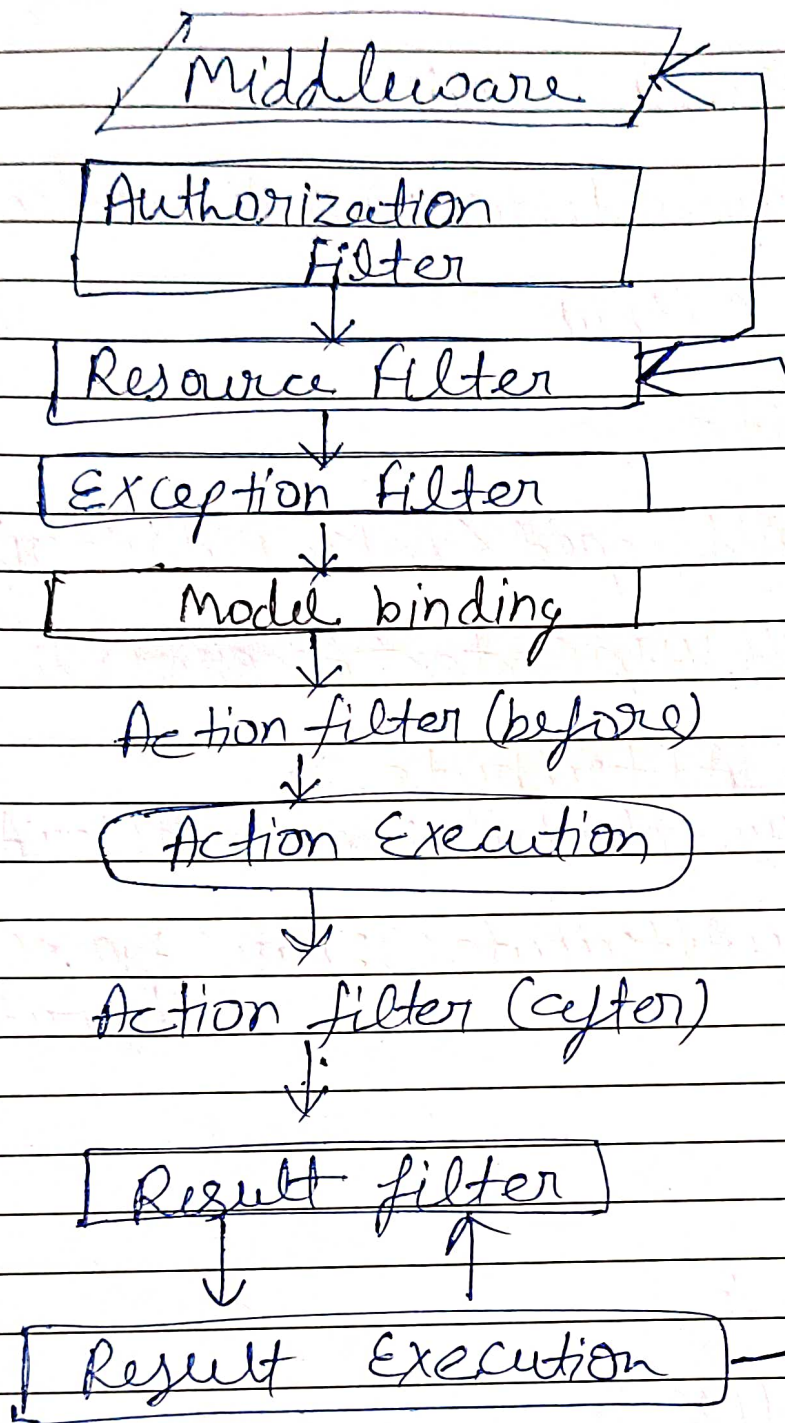 Middleware
Authorization
Filter
Resource filter
Exception filter
Model binding
Action filter (before)
Action Execution
Action filter (after)
Result filter
Result Execution